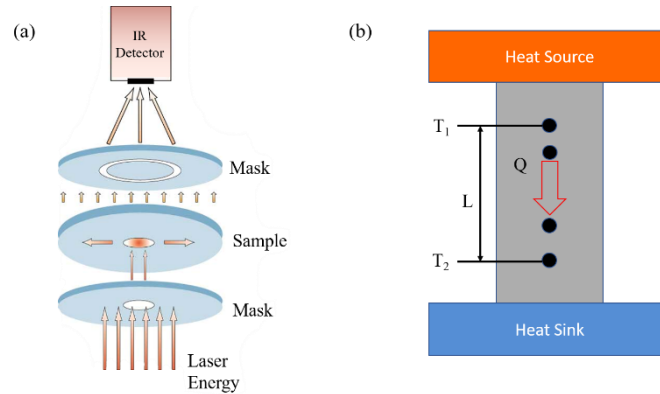 (a)
IR
Detector
Mask
Sample
Mask
Laser
Energy
(b)
Heat Source
T1
Q
L
T2
Heat Sink